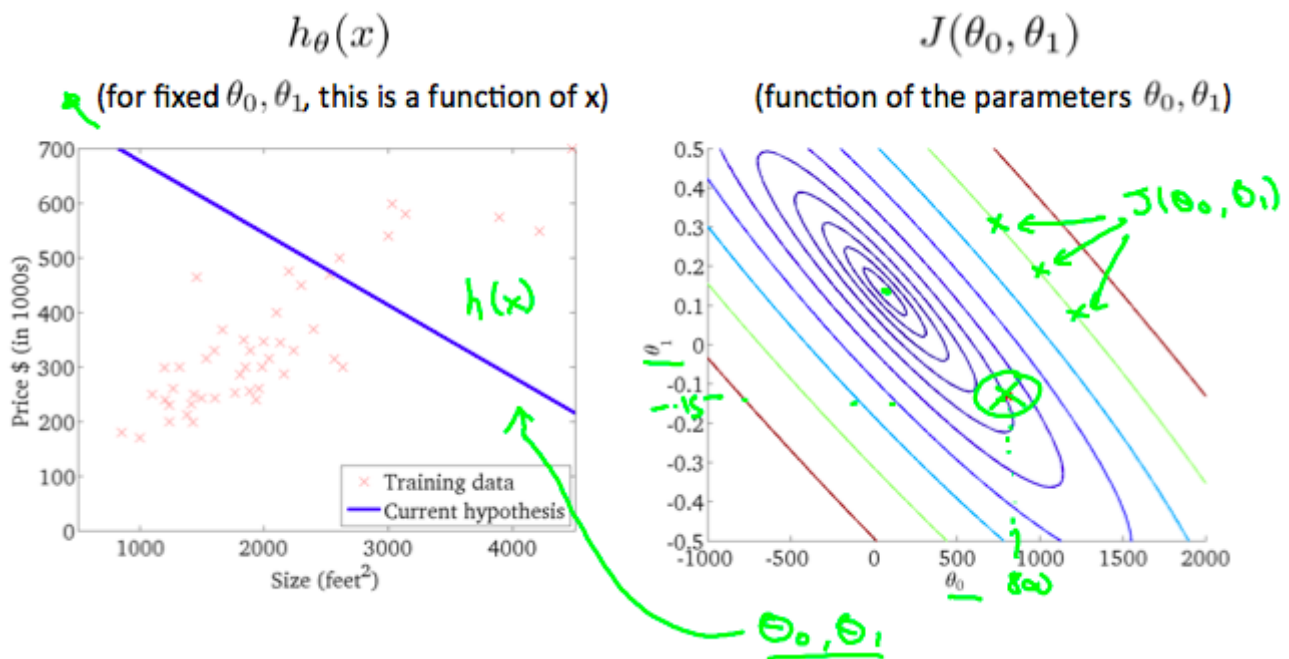 hθ(x)
(for fixed θ0, θ1, this is a function of x)
700
600
500
400
300
200
100
0
Price $ (in 1000s)
1000 2000 3000 4000
Size (feet²)
Training data
Current hypothesis
h(x)
θ0, θ1
J(θ0, θ1)
(function of the parameters θ0, θ1)
0.5
0.4
0.3
0.2
0.1
0
-0.1
-0.2
-0.3
-0.4
-0.5
θ1
-.15
-1000 -500 0 500 1000 1500 2000
θ0
800
J(θ0, θ1)